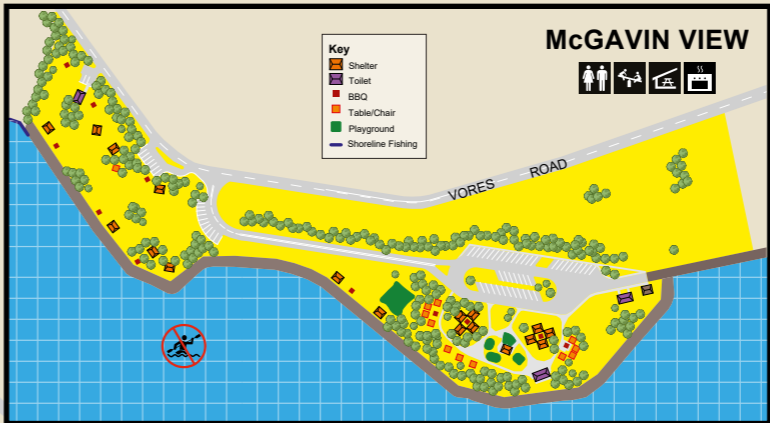 McGAVIN VIEW
Key
Shelter
Toilet
BBQ
Table/Chair
Playground
Shoreline Fishing
VORES ROAD